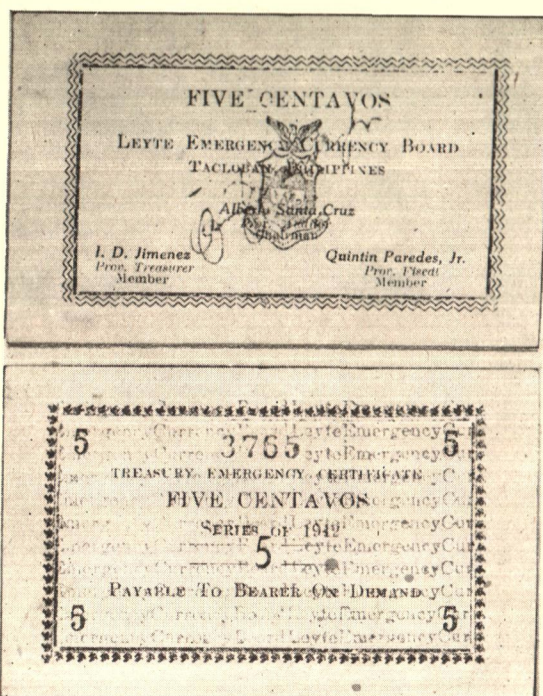 FIVE CENTAVOS
LEYTE EMERGENCY CURRENCY BOARD
TACLOBAN, PHILIPPINES
Alberto Santa Cruz
Chairman
I. D. Jimenez
Prov. Treasurer
Member
Quintin Paredes, Jr.
Prov. Fiscal
Member
5 3765 5
TREASURY EMERGENCY CERTIFICATE
FIVE CENTAVOS
SERIES OF 1942
5
PAYABLE TO BEARER ON DEMAND
5 5